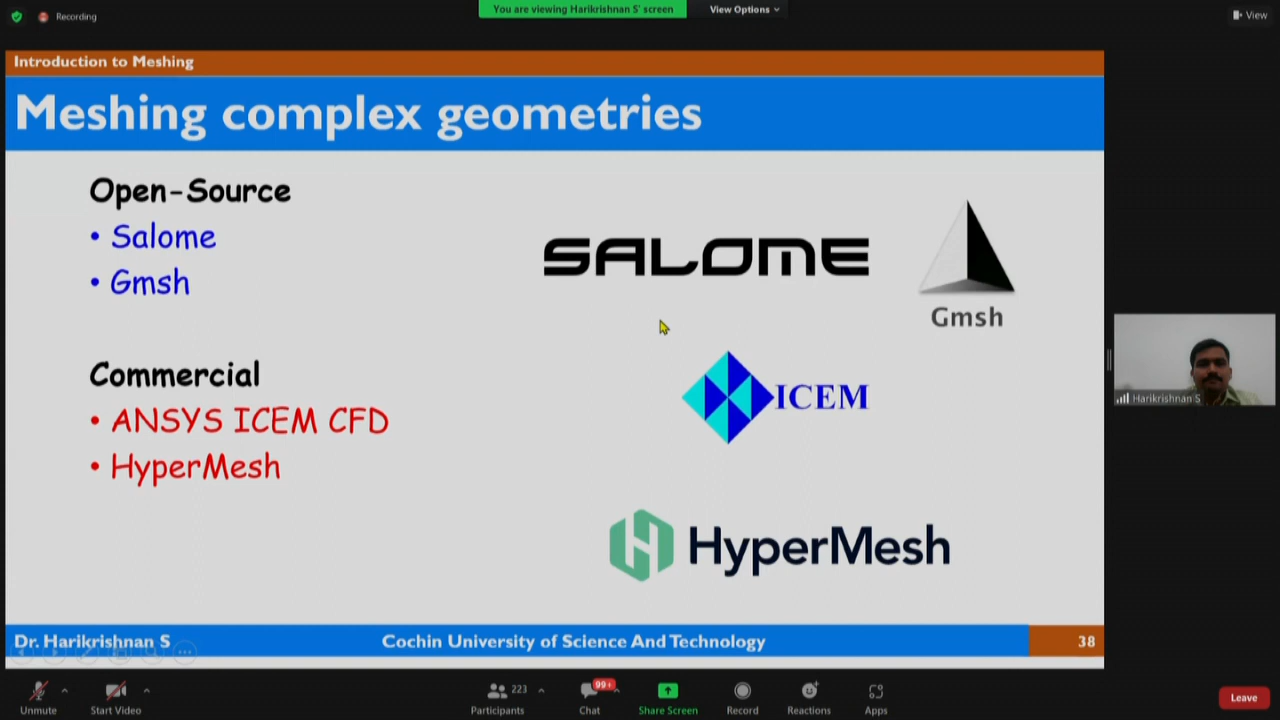 Recording
You are viewing Harikrishnan S' screen
View Options
View
Introduction to Meshing
Meshing complex geometries
Open-Source
• Salome
• Gmsh
SALOME
Gmsh
Commercial
• ANSYS ICEM CFD
• HyperMesh
ICEM
HyperMesh
Harikrishnan S
Dr. Harikrishnan S
Cochin University of Science And Technology
38
Unmute
Start Video
223
Participants
99+
Chat
Share Screen
Record
Reactions
Apps
Leave